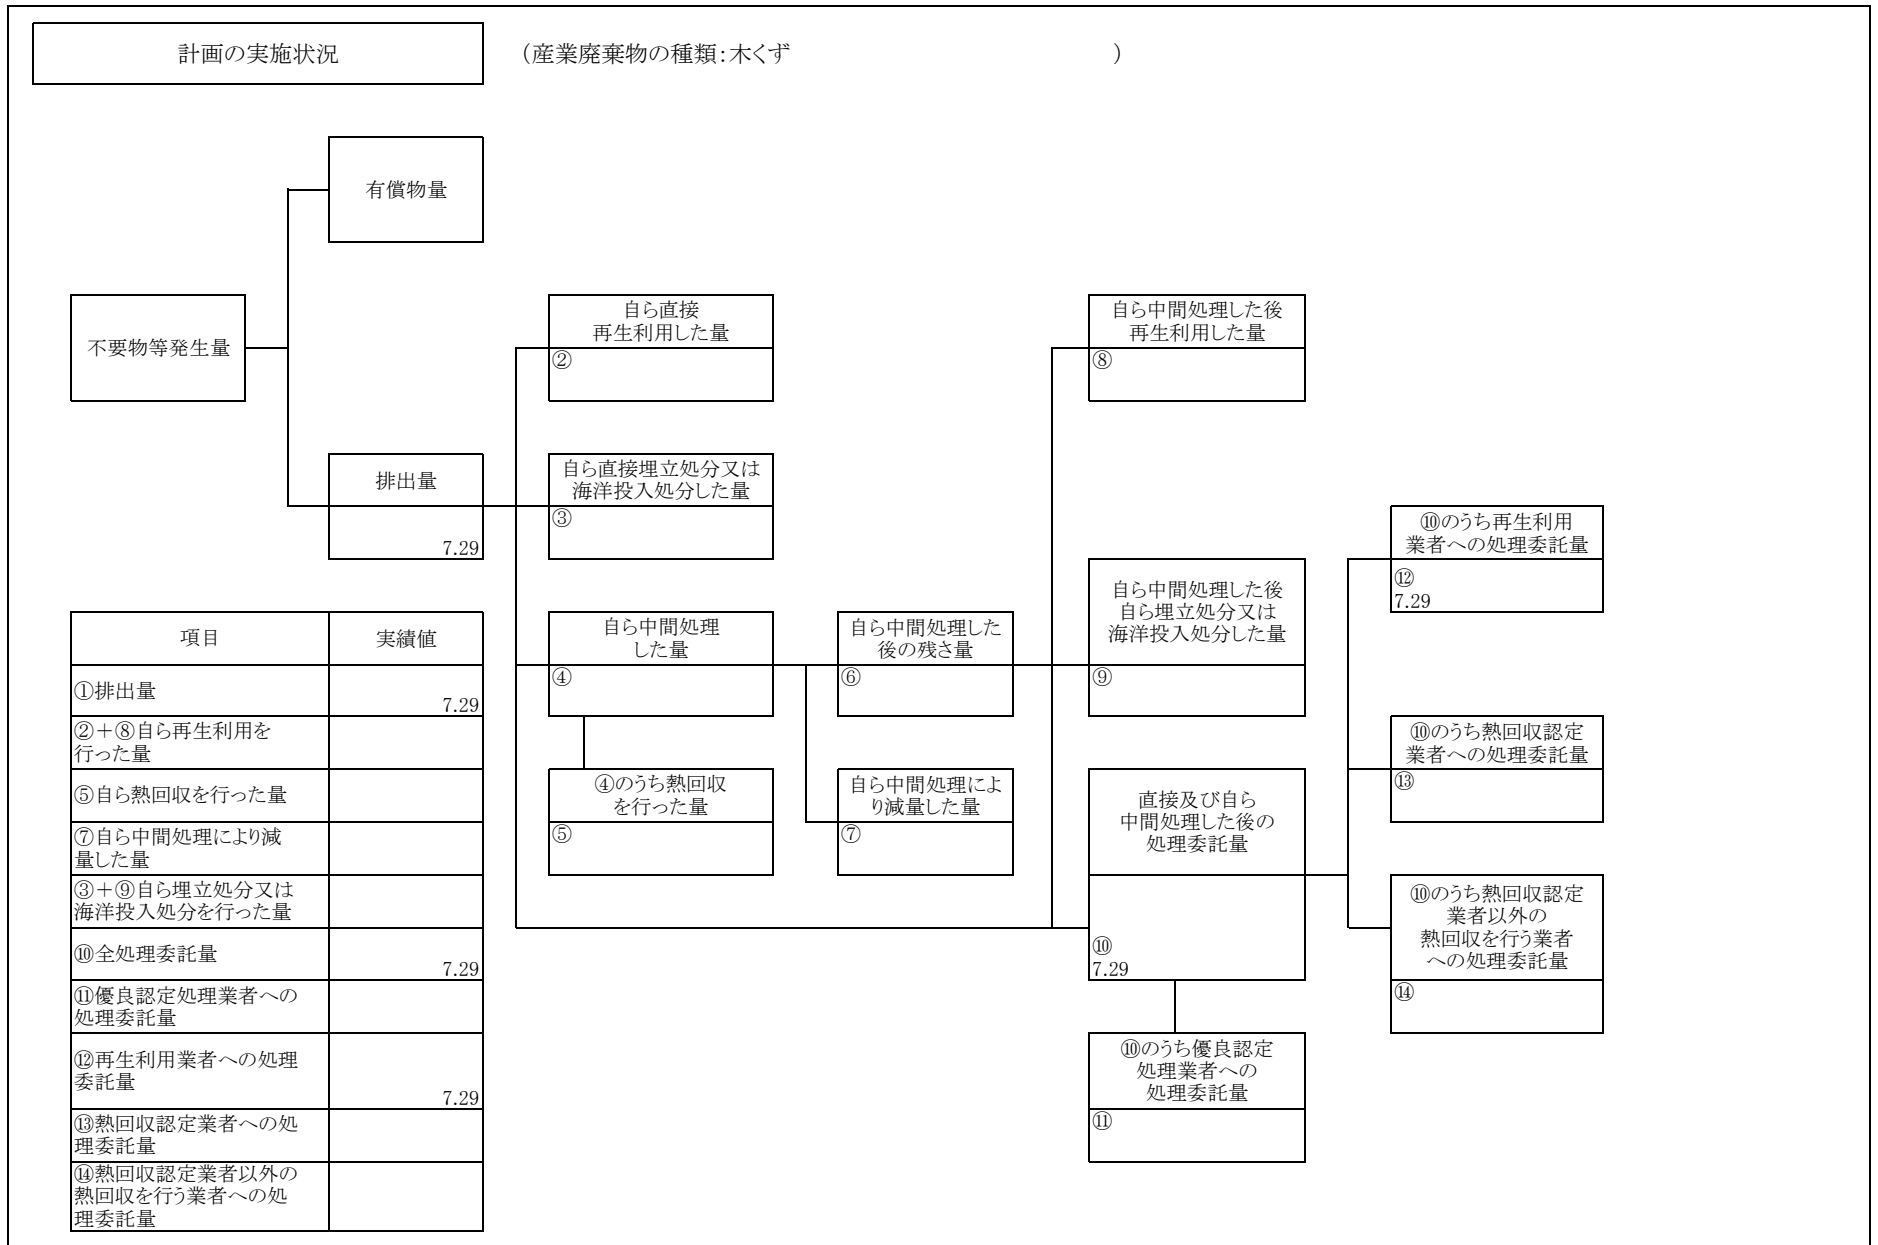 計画の実施状況
（産業廃棄物の種類：木くず　　　　　　　　　　　　　　　　）
有償物量
不要物等発生量
排出量
7.29
自ら直接
再生利用した量
②
自ら直接埋立処分又は
海洋投入処分した量
③
自ら中間処理
した量
④
④のうち熱回収
を行った量
⑤
自ら中間処理した
後の残さ量
⑥
自ら中間処理によ
り減量した量
⑦
自ら中間処理した後
再生利用した量
⑧
自ら中間処理した後
自ら埋立処分又は
海洋投入処分した量
⑨
直接及び自ら
中間処理した後の
処理委託量
⑩
7.29
⑩のうち優良認定
処理業者への
処理委託量
⑪
⑩のうち再生利用
業者への処理委託量
⑫
7.29
⑩のうち熱回収認定
業者への処理委託量
⑬
⑩のうち熱回収認定
業者以外の
熱回収を行う業者
への処理委託量
⑭
項目　実績値
①排出量
7.29
②＋⑧自ら再生利用を
行った量
⑤自ら熱回収を行った量
⑦自ら中間処理により減
量した量
③＋⑨自ら埋立処分又は
海洋投入処分を行った量
⑩全処理委託量
7.29
⑪優良認定処理業者への
処理委託量
⑫再生利用業者への処理
委託量
7.29
⑬熱回収認定業者への処
理委託量
⑭熱回収認定業者以外の
熱回収を行う業者への処
理委託量